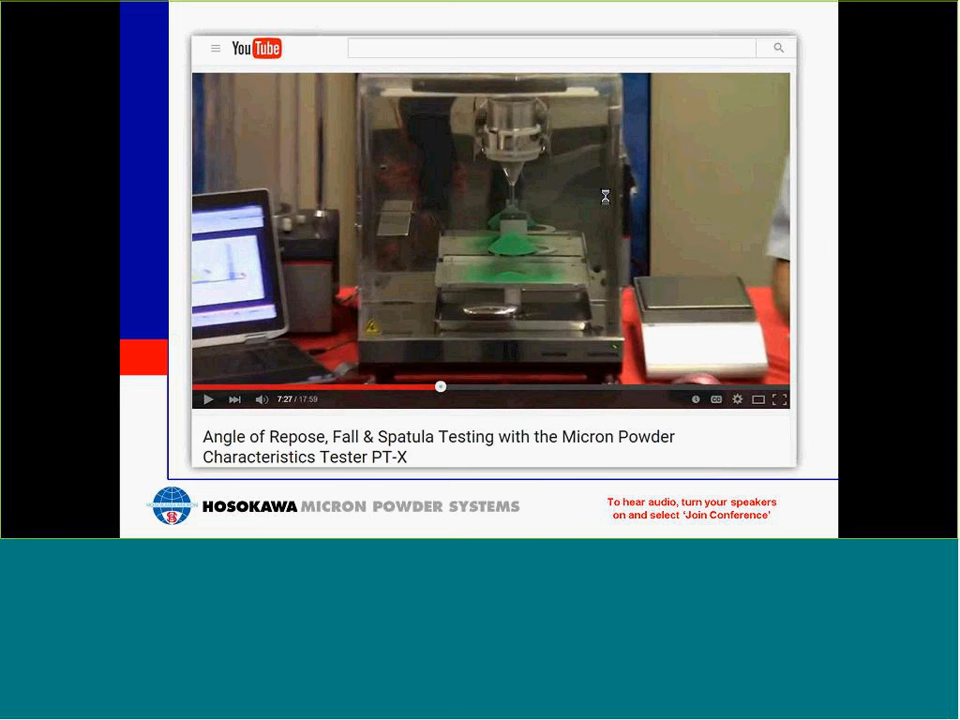 YouTube
7:27 / 17:59
CC
Angle of Repose, Fall & Spatula Testing with the Micron Powder
Characteristics Tester PT-X
HOSOKAWA MICRON POWDER SYSTEMS
To hear audio, turn your speakers
on and select ‘Join Conference’